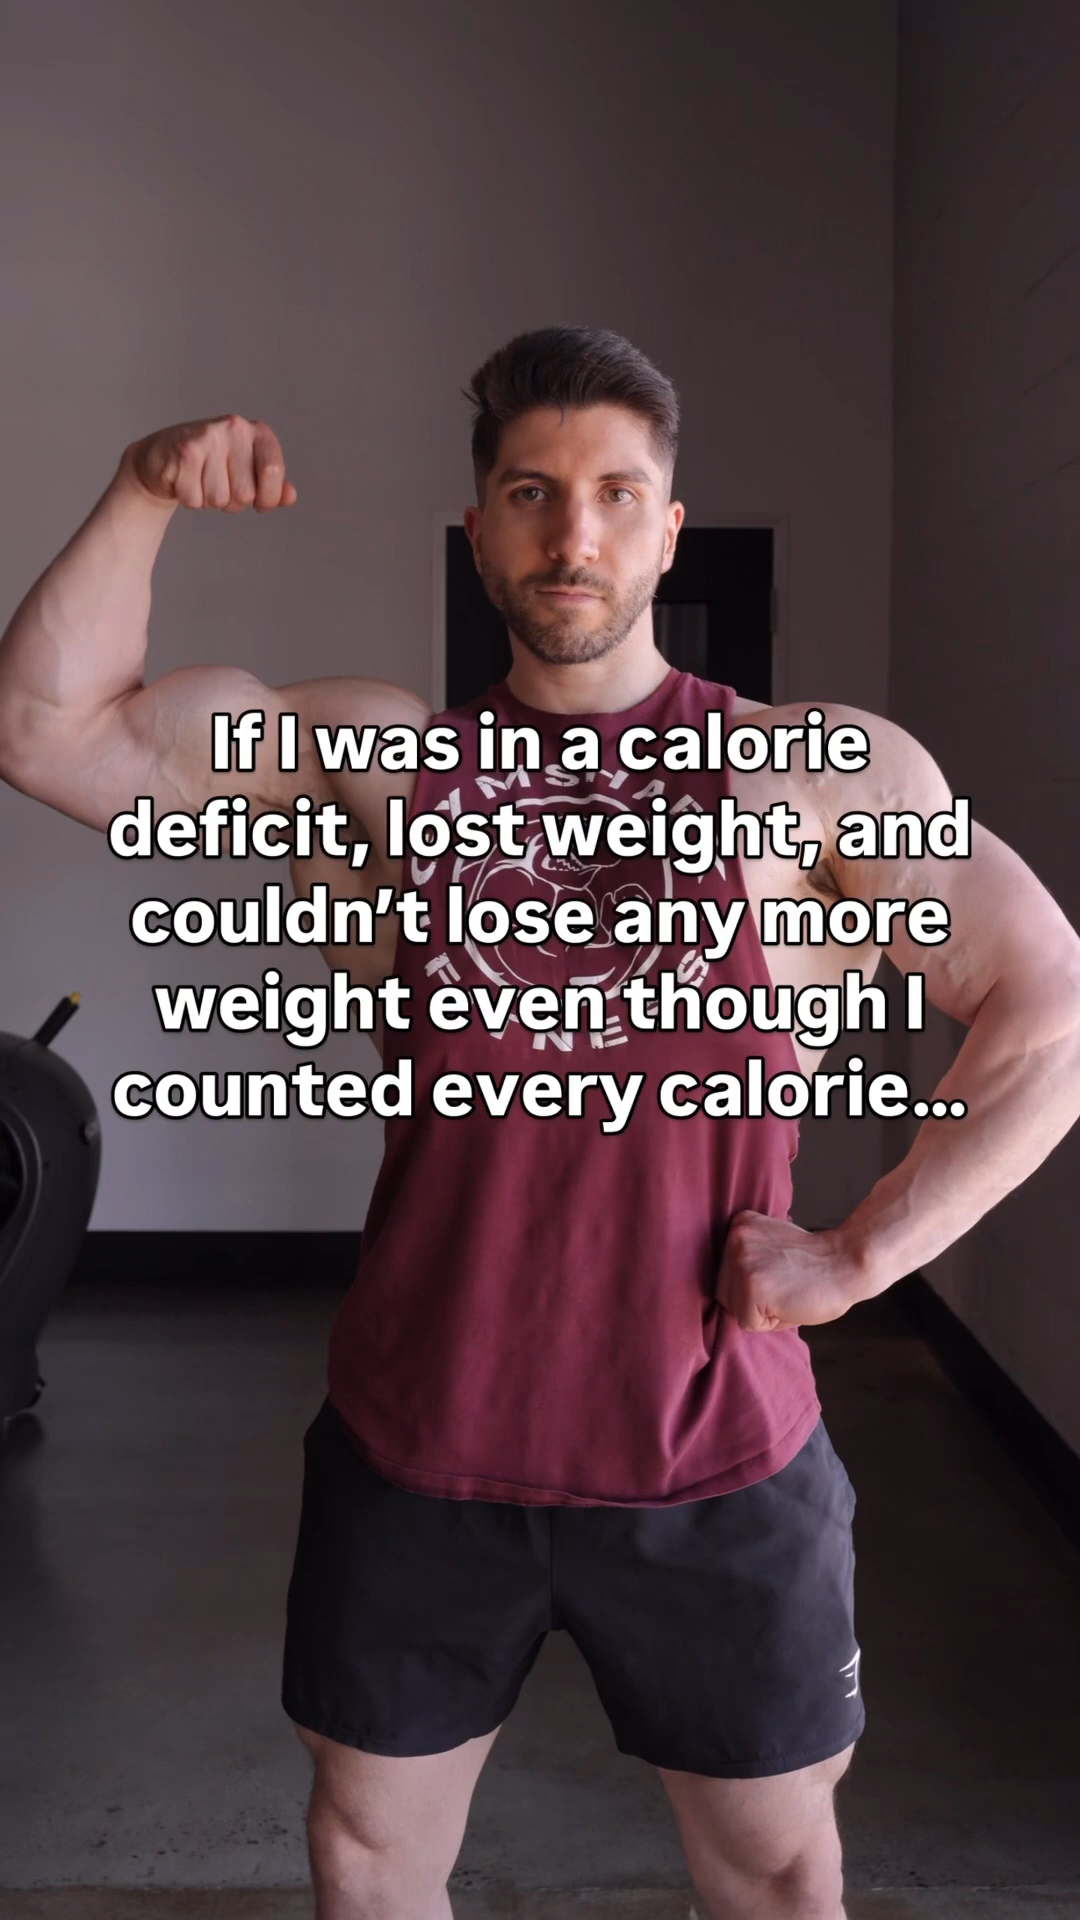 If I was in a calorie
deficit, lost weight, and
couldn’t lose any more
weight even though I
counted every calorie...